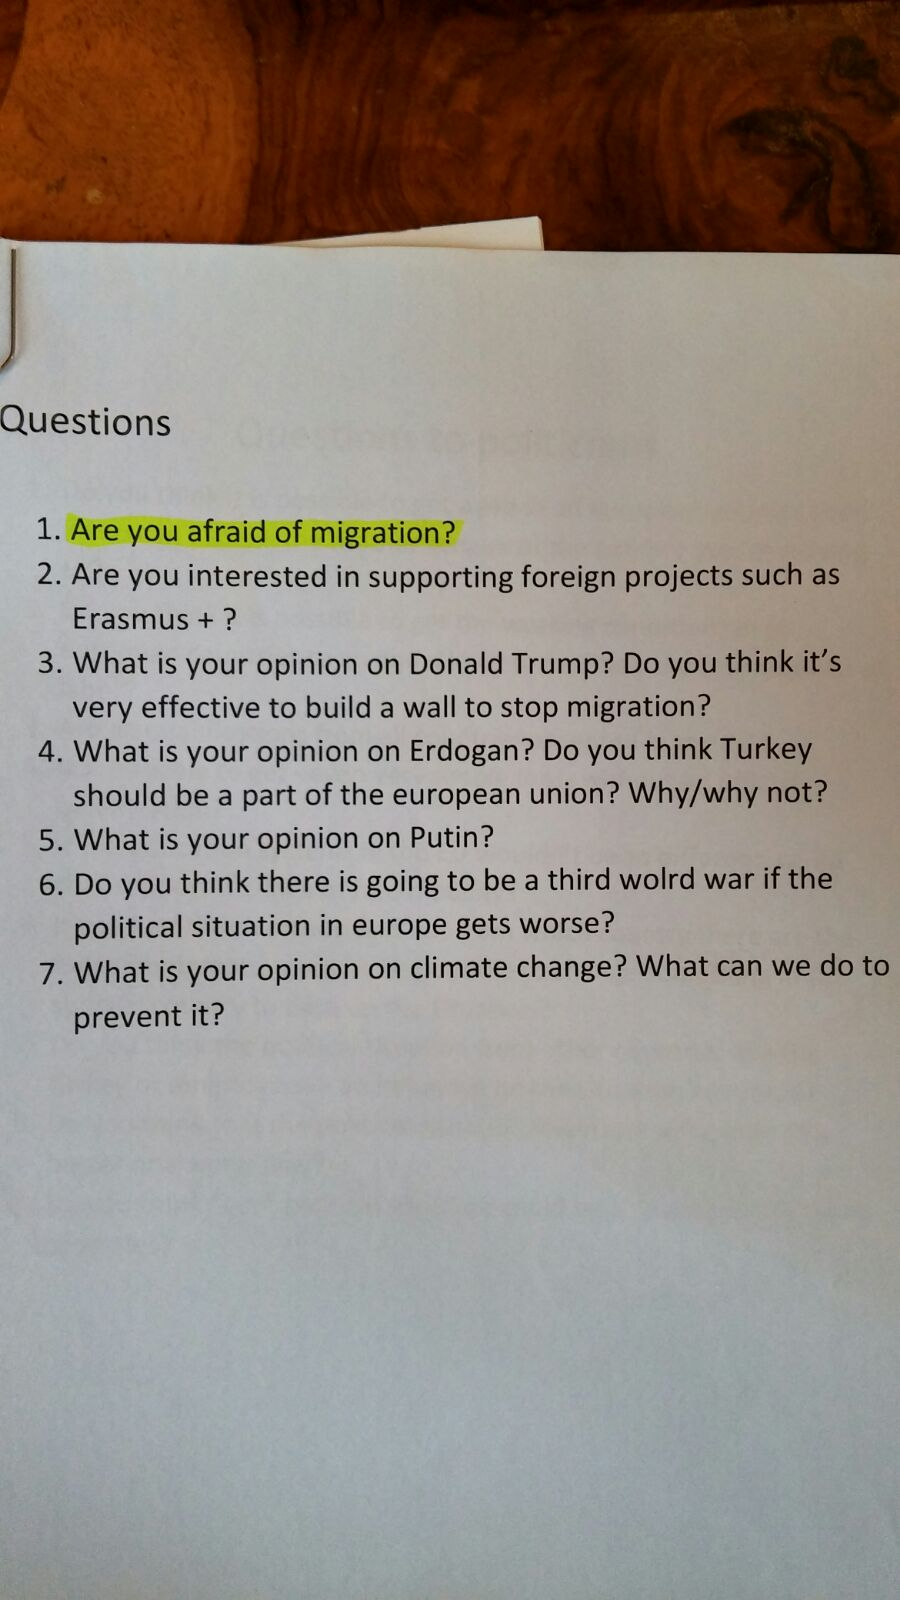 Questions
1. Are you afraid of migration?
2. Are you interested in supporting foreign projects such as
Erasmus + ?
3. What is your opinion on Donald Trump? Do you think it's
very effective to build a wall to stop migration?
4. What is your opinion on Erdogan? Do you think Turkey
should be a part of the european union? Why/why not?
5. What is your opinion on Putin?
6. Do you think there is going to be a third wolrd war if the
political situation in europe gets worse?
7. What is your opinion on climate change? What can we do to
prevent it?